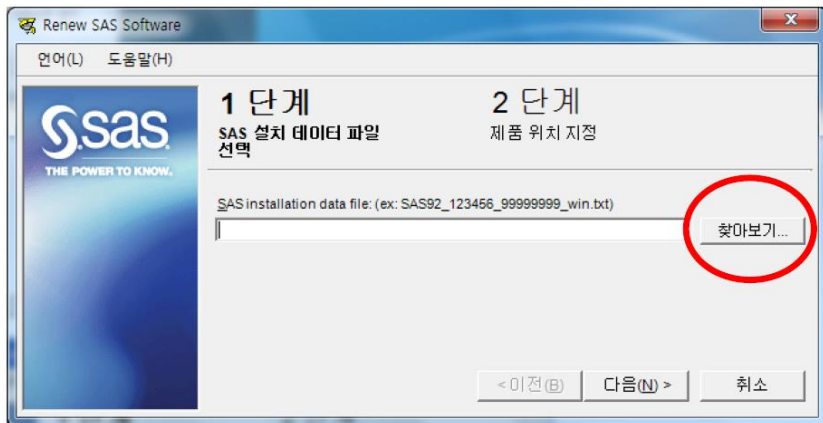 Renew SAS Software
언어(L) 도움말(H)
sas
THE POWER TO KNOW.
1 단계
SAS 설치 데이터 파일
선택
2 단계
제품 위치 지정
SAS installation data file: (ex: SAS92_123456_99999999_win.txt)
찾아보기...
<이전(B) 다음(N) > 취소